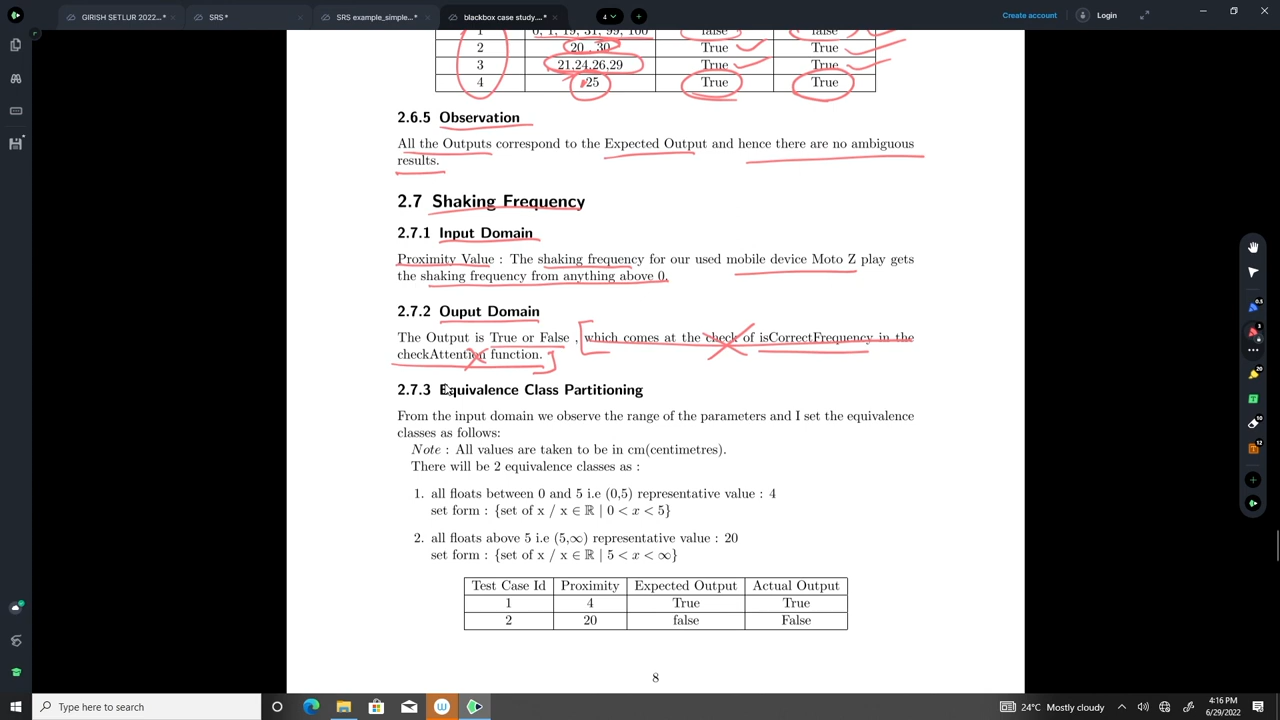 GIRISH SETLUR 2022...*
SRS*
SRS example_simple...*
blackbox case study....*
4
Create account
Login
1 0, 1, 19, 31, 99, 100 false false
2 20 , 30 True True
3 21,24,26,29 True True
4 25 True True
2.6.5 Observation
All the Outputs correspond to the Expected Output and hence there are no ambiguous
results.
2.7 Shaking Frequency
2.7.1 Input Domain
Proximity Value : The shaking frequency for our used mobile device Moto Z play gets
the shaking frequency from anything above 0.
2.7.2 Ouput Domain
The Output is True or False , which comes at the check of isCorrectFrequency in the
checkAttention function.
2.7.3 Equivalence Class Partitioning
From the input domain we observe the range of the parameters and I set the equivalence
classes as follows:
Note : All values are taken to be in cm(centimetres).
There will be 2 equivalence classes as :
1. all floats between 0 and 5 i.e (0,5) representative value : 4
set form : {set of x / x ∈ ℝ | 0 < x < 5}
2. all floats above 5 i.e (5,∞) representative value : 20
set form : {set of x / x ∈ ℝ | 5 < x < ∞}
Test Case Id Proximity Expected Output Actual Output
1 4 True True
2 20 false False
8
Type here to search
24°C Mostly cloudy
4:16 PM
6/29/2022